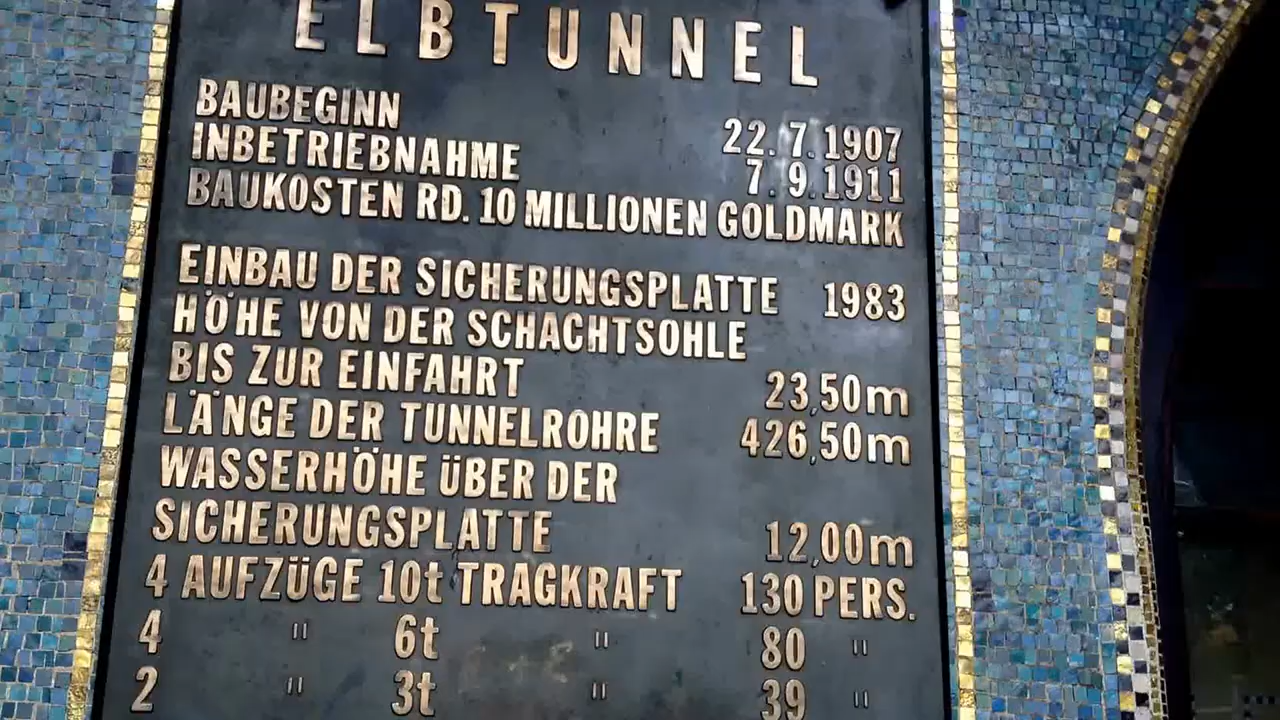 ELBTUNNEL
BAUBEGINN 22.7.1907
INBETRIEBNAHME 7.9.1911
BAUKOSTEN RD. 10 MILLIONEN GOLDMARK
EINBAU DER SICHERUNGSPLATTE 1983
HÖHE VON DER SCHACHTSOHLE
BIS ZUR EINFAHRT 23,50m
LÄNGE DER TUNNELROHRE 426,50m
WASSERHÖHE ÜBER DER
SICHERUNGSPLATTE 12,00m
4 AUFZÜGE 10t TRAGKRAFT 130 PERS.
4 " 6t " 80 "
2 " 3t " 39 "